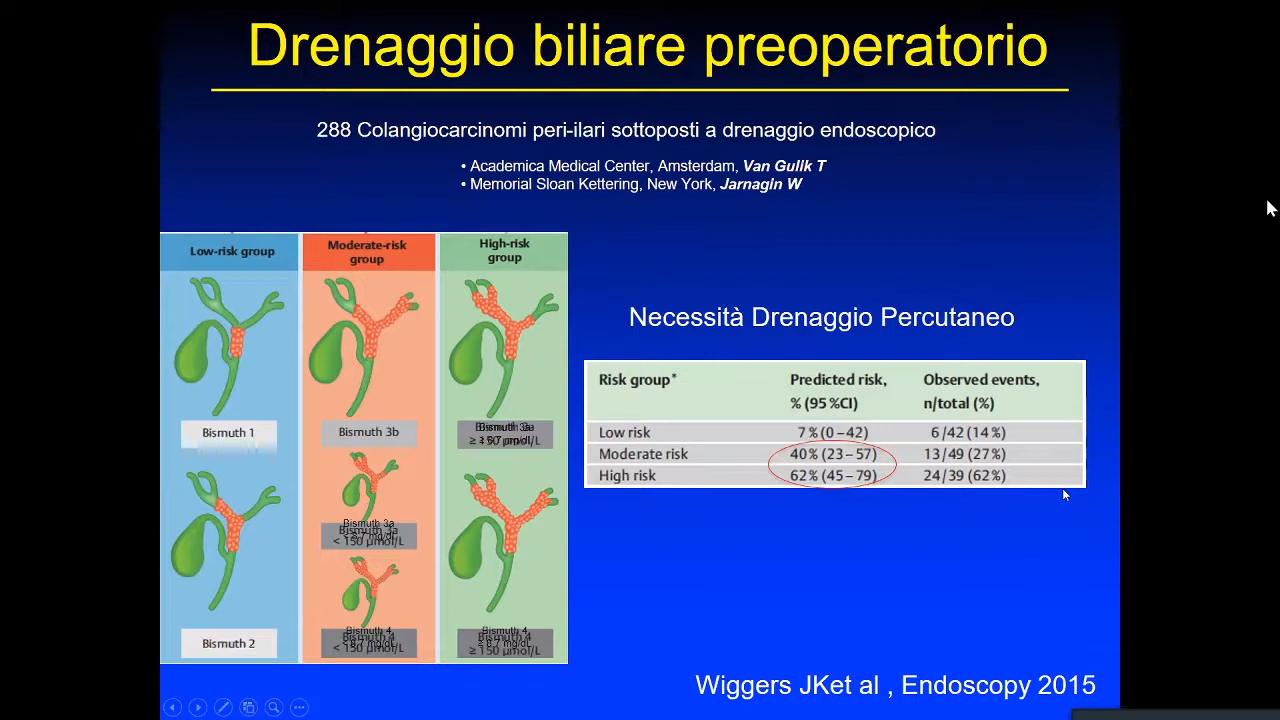 Drenaggio biliare preoperatorio
288 Colangiocarcinomi peri-ilari sottoposti a drenaggio endoscopico
• Academica Medical Center, Amsterdam, Van Gulik T
• Memorial Sloan Kettering, New York, Jarnagin W
Low-risk group
Moderate-risk
group
High-risk
group
Bismuth 1
Bismuth 3b
Bismuth 3a
≥ 150 µmol/L
Bismuth 3a
< 150 µmol/L
Bismuth 2
Bismuth 4
< 150 µmol/L
Bismuth 4
≥ 150 µmol/L
Necessità Drenaggio Percutaneo
Risk group* Predicted risk, Observed events,
% (95 %CI) n/total (%)
Low risk 7 % (0 – 42) 6 / 42 (14 %)
Moderate risk 40 % (23 – 57) 13 / 49 (27 %)
High risk 62 % (45 – 79) 24 / 39 (62 %)
Wiggers JKet al , Endoscopy 2015